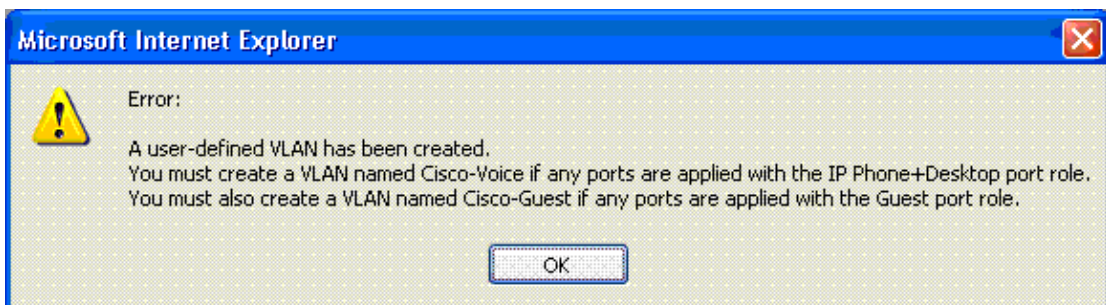 Microsoft Internet Explorer
Error:
A user-defined VLAN has been created.
You must create a VLAN named Cisco-Voice if any ports are applied with the IP Phone+Desktop port role.
You must also create a VLAN named Cisco-Guest if any ports are applied with the Guest port role.
OK